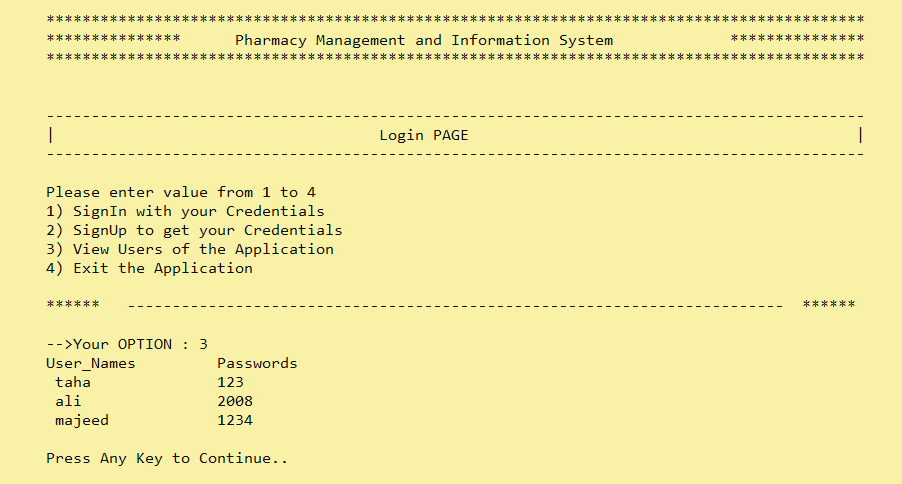 *******************************************************************************************
***************      Pharmacy Management and Information System             ***************
*******************************************************************************************
-------------------------------------------------------------------------------------------
|                                    Login PAGE                                           |
-------------------------------------------------------------------------------------------
Please enter value from 1 to 4
1) SignIn with your Credentials
2) SignUp to get your Credentials
3) View Users of the Application
4) Exit the Application
******   -------------------------------------------------------------------------  ******
-->Your OPTION : 3
User_Names         Passwords
 taha              123
 ali               2008
 majeed            1234
Press Any Key to Continue..